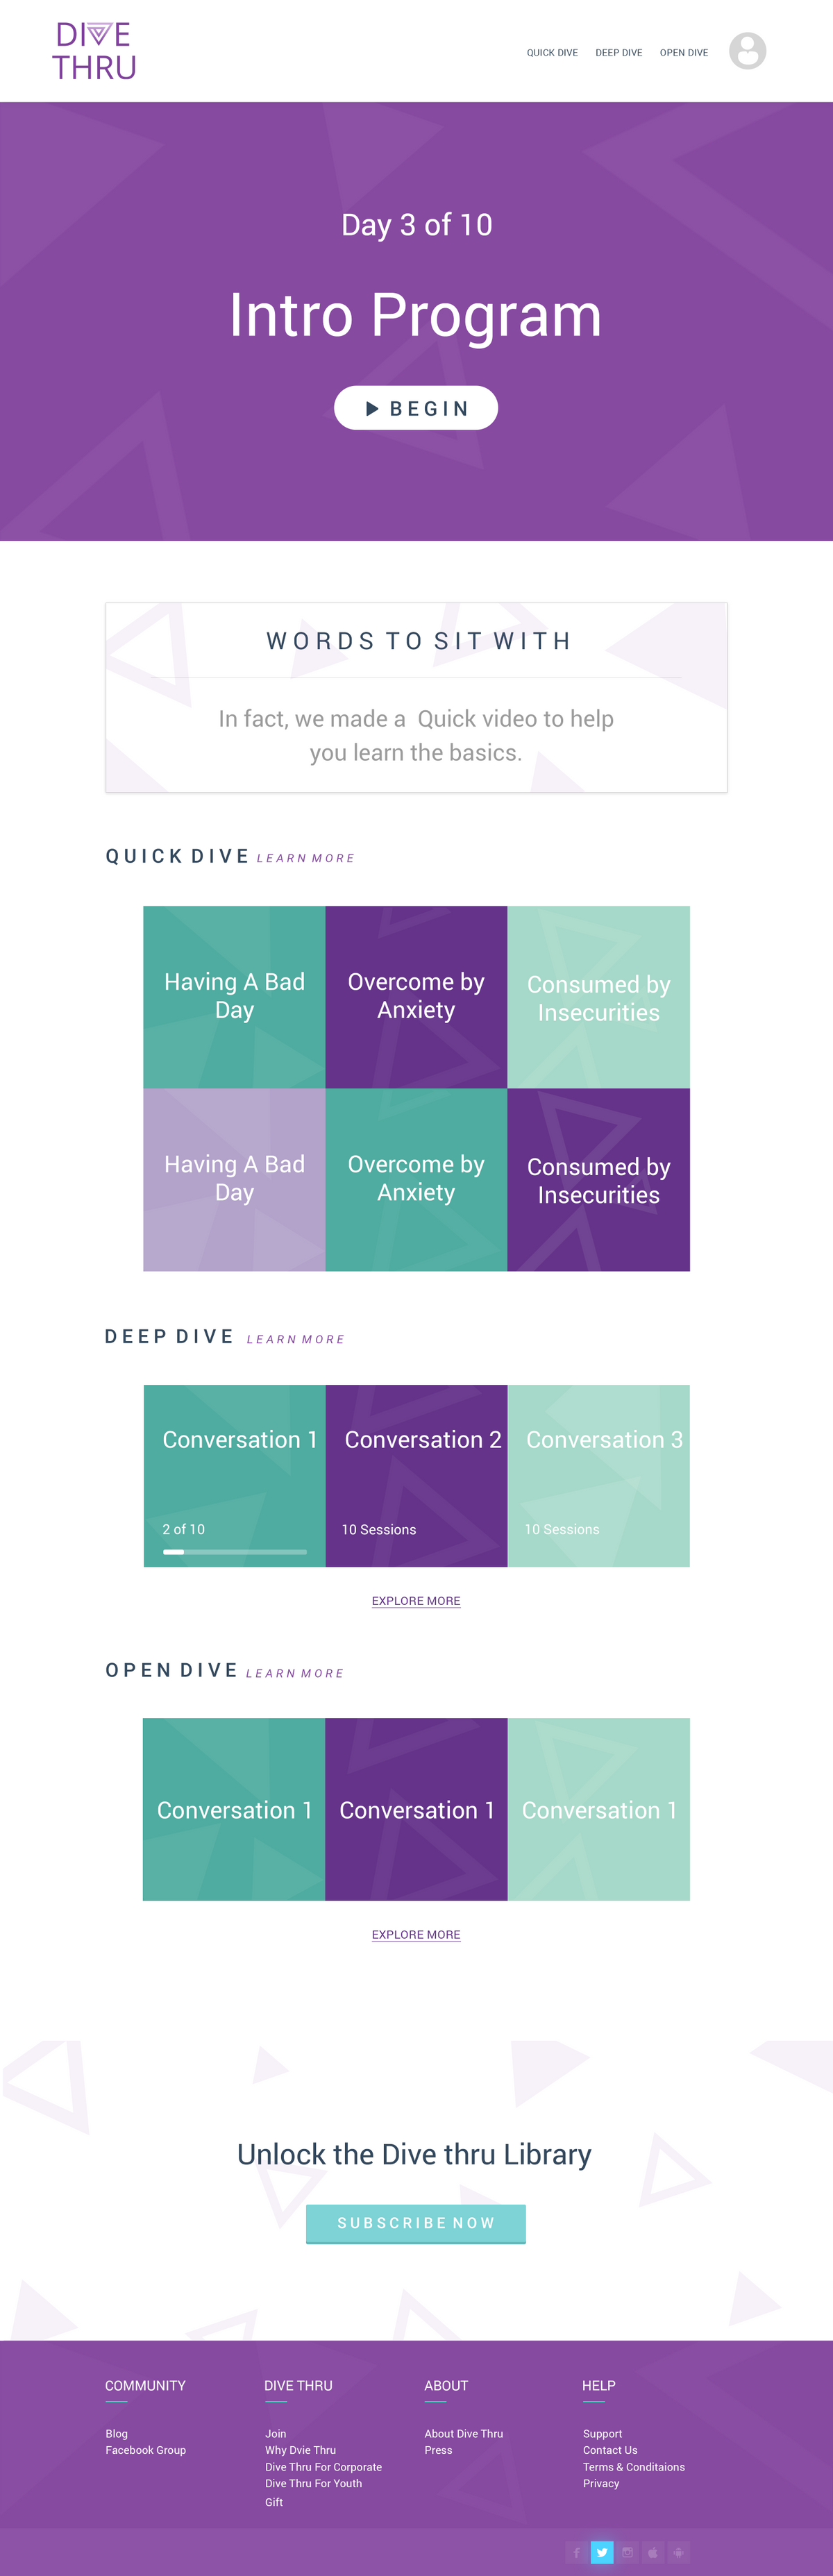 DIVE
THRU
QUICK DIVE DEEP DIVE OPEN DIVE
Day 3 of 10
Intro Program
BEGIN
WORDS TO SIT WITH
In fact, we made a Quick video to help
you learn the basics.
QUICK DIVE LEARN MORE
Having A Bad
Day
Overcome by
Anxiety
Consumed by
Insecurities
Having A Bad
Day
Overcome by
Anxiety
Consumed by
Insecurities
DEEP DIVE LEARN MORE
Conversation 1
2 of 10
Conversation 2
10 Sessions
Conversation 3
10 Sessions
EXPLORE MORE
OPEN DIVE LEARN MORE
Conversation 1
Conversation 1
Conversation 1
EXPLORE MORE
Unlock the Dive thru Library
SUBSCRIBE NOW
COMMUNITY
Blog
Facebook Group
DIVE THRU
Join
Why Dvie Thru
Dive Thru For Corporate
Dive Thru For Youth
Gift
ABOUT
About Dive Thru
Press
HELP
Support
Contact Us
Terms & Conditaions
Privacy